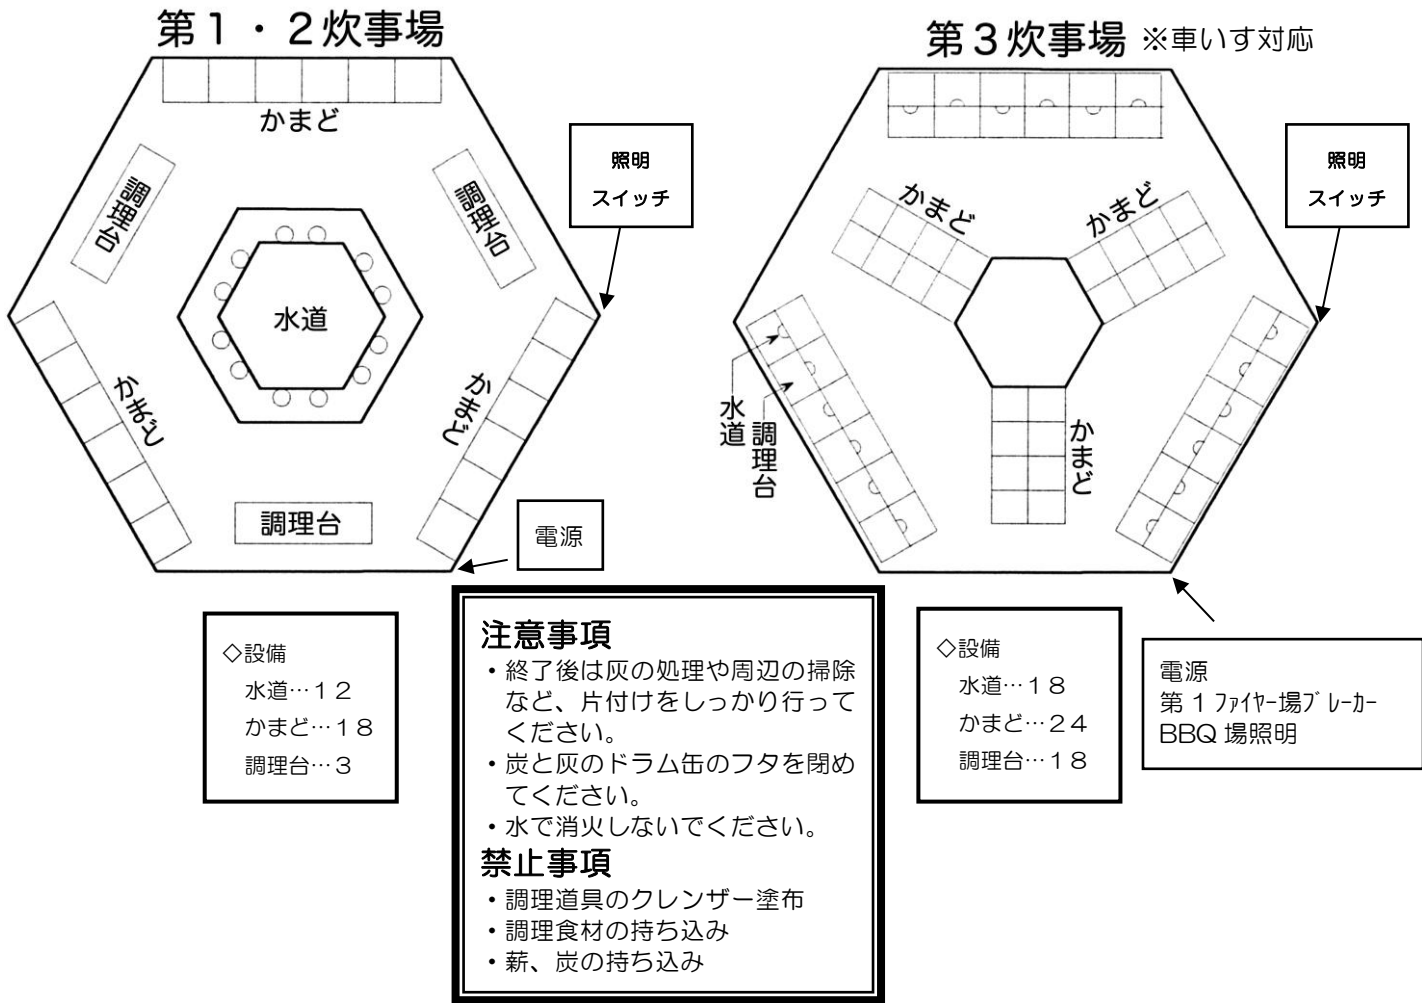 第１・２炊事場
かまど
調理台
調理台
水道
かまど
かまど
調理台
照明
スイッチ
電源
第３炊事場 ※車いす対応
かまど
かまど
かまど
水道
調理台
照明
スイッチ
◇設備
水道…１２
かまど…１８
調理台…３
注意事項
・終了後は灰の処理や周辺の掃除
など、片付けをしっかり行って
ください。
・炭と灰のドラム缶のフタを閉め
てください。
・水で消火しないでください。
禁止事項
・調理道具のクレンザー塗布
・調理食材の持ち込み
・薪、炭の持ち込み
◇設備
水道…１８
かまど…２４
調理台…１８
電源
第１ﾌｧｲﾔｰ場ﾌﾞﾚｰｶｰ
BBQ場照明